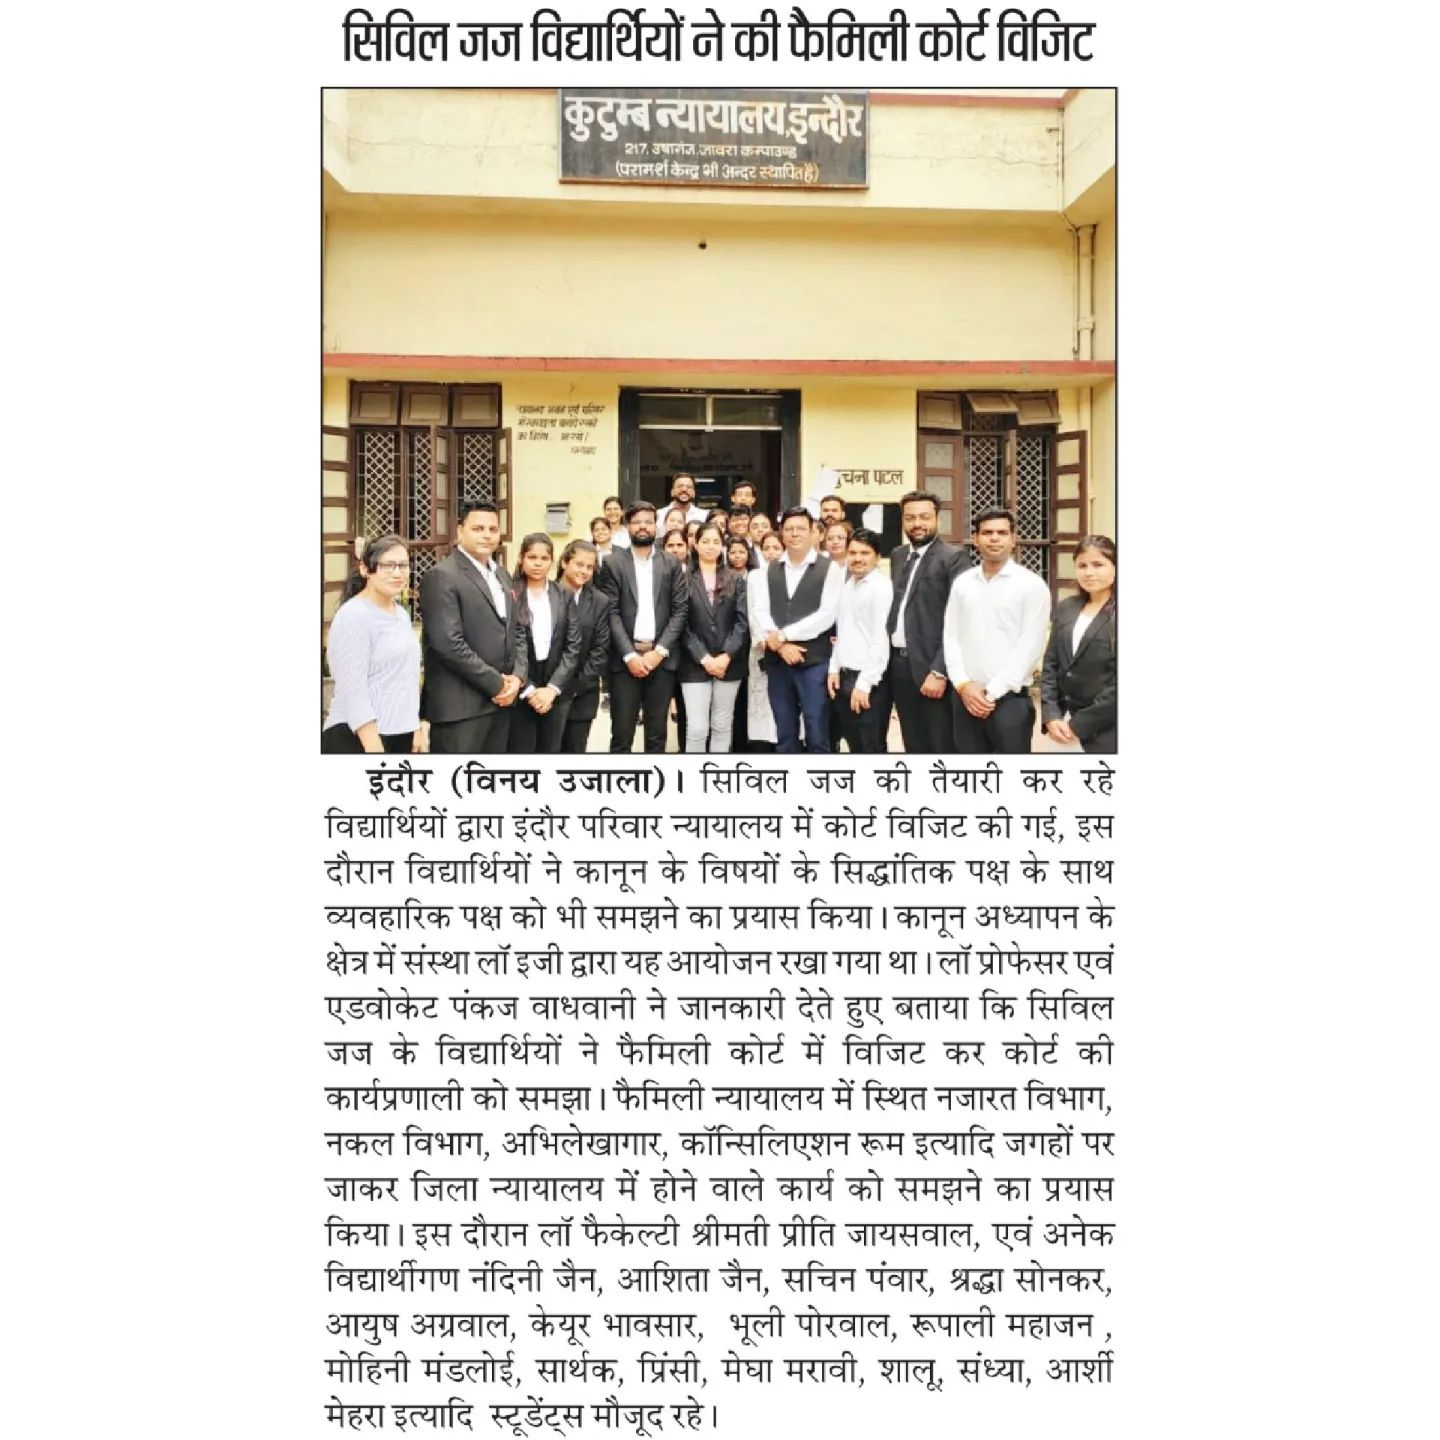 सिविल जज विद्यार्थियों ने की फैमिली कोर्ट विजिट
कुटुम्ब न्यायालय, इन्दौर
217, उषागंज, जावरा कम्पाउण्ड
(परामर्श केन्द्र भी अन्दर स्थापित है)
सुचना पटल
इंदौर (विनय उजाला)। सिविल जज की तैयारी कर रहे
विद्यार्थियों द्वारा इंदौर परिवार न्यायालय में कोर्ट विजिट की गई, इस
दौरान विद्यार्थियों ने कानून के विषयों के सिद्धांतिक पक्ष के साथ
व्यवहारिक पक्ष को भी समझने का प्रयास किया। कानून अध्यापन के
क्षेत्र में संस्था लॉ इजी द्वारा यह आयोजन रखा गया था। लॉ प्रोफेसर एवं
एडवोकेट पंकज वाधवानी ने जानकारी देते हुए बताया कि सिविल
जज के विद्यार्थियों ने फैमिली कोर्ट में विजिट कर कोर्ट की
कार्यप्रणाली को समझा। फैमिली न्यायालय में स्थित नजारत विभाग,
नकल विभाग, अभिलेखागार, कॉन्सिलिएशन रूम इत्यादि जगहों पर
जाकर जिला न्यायालय में होने वाले कार्य को समझने का प्रयास
किया। इस दौरान लॉ फैकेल्टी श्रीमती प्रीति जायसवाल, एवं अनेक
विद्यार्थीगण नंदिनी जैन, आशिता जैन, सचिन पंवार, श्रद्धा सोनकर,
आयुष अग्रवाल, केयूर भावसार, भूली पोरवाल, रूपाली महाजन ,
मोहिनी मंडलोई, सार्थक, प्रिंसी, मेघा मरावी, शालू, संध्या, आर्शी
मेहरा इत्यादि स्टूडेंट्स मौजूद रहे।